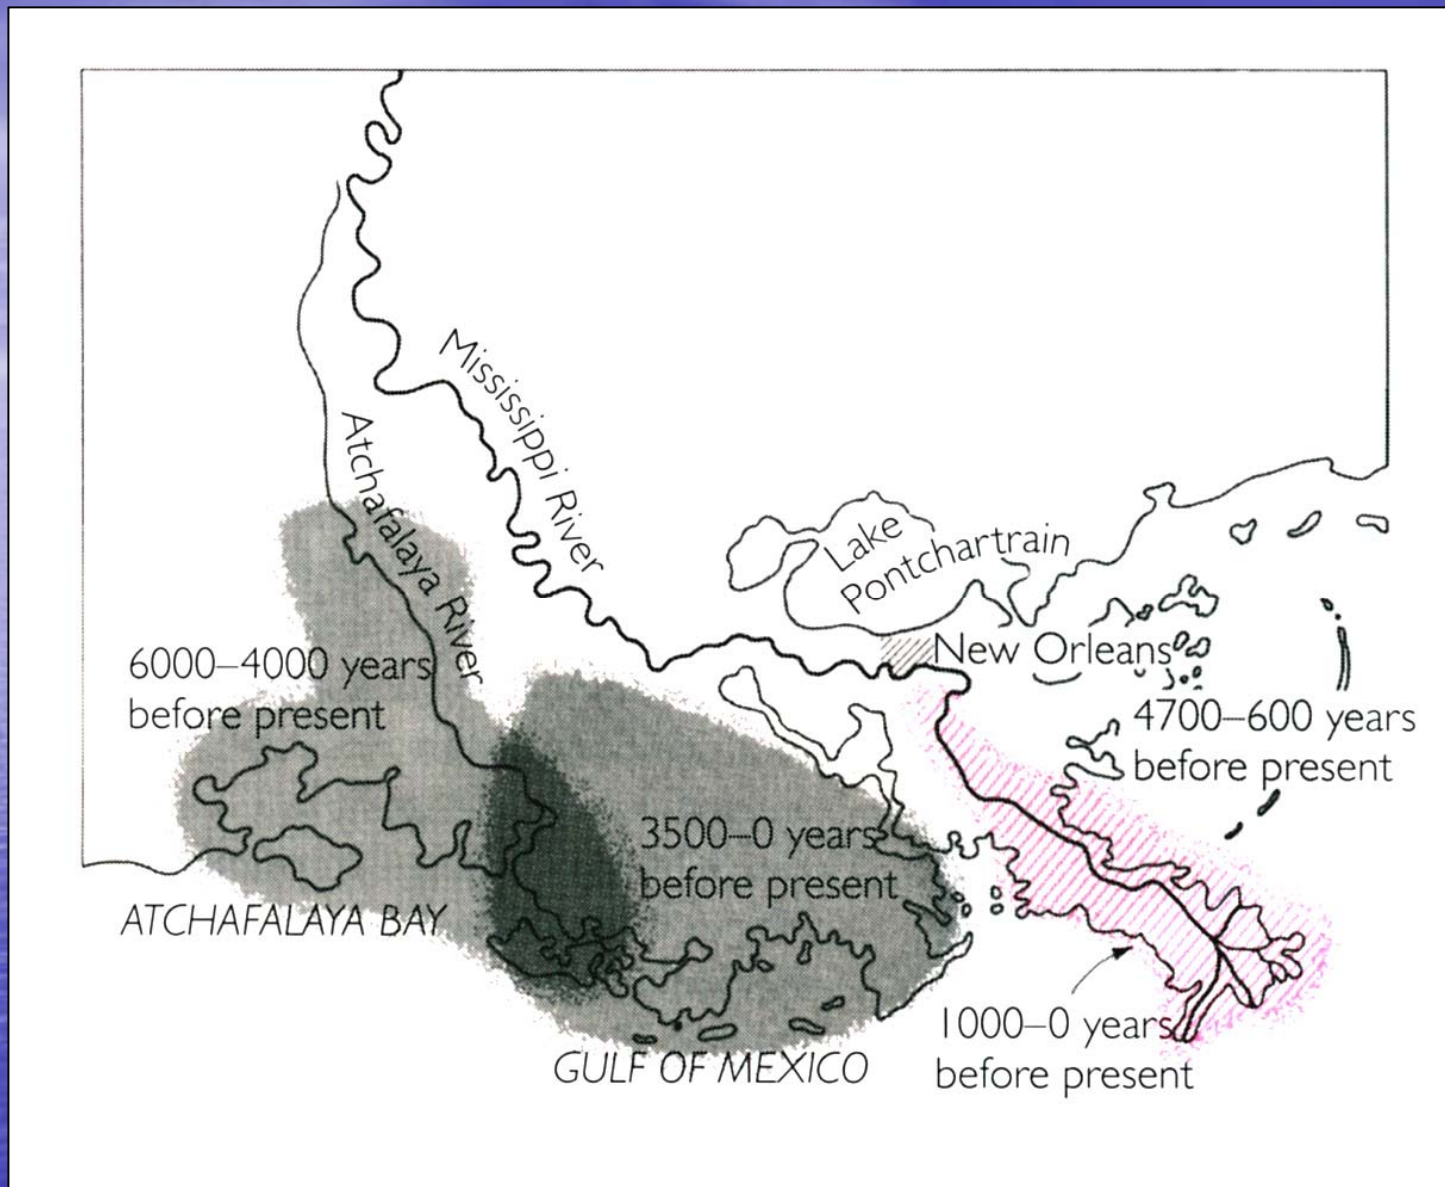 Mississippi River
Atchafalaya River
Lake
Pontchartrain
New Orleans
6000–4000 years
before present
4700–600 years
before present
3500–0 years
before present
ATCHAFALAYA BAY
1000–0 years
before present
GULF OF MEXICO